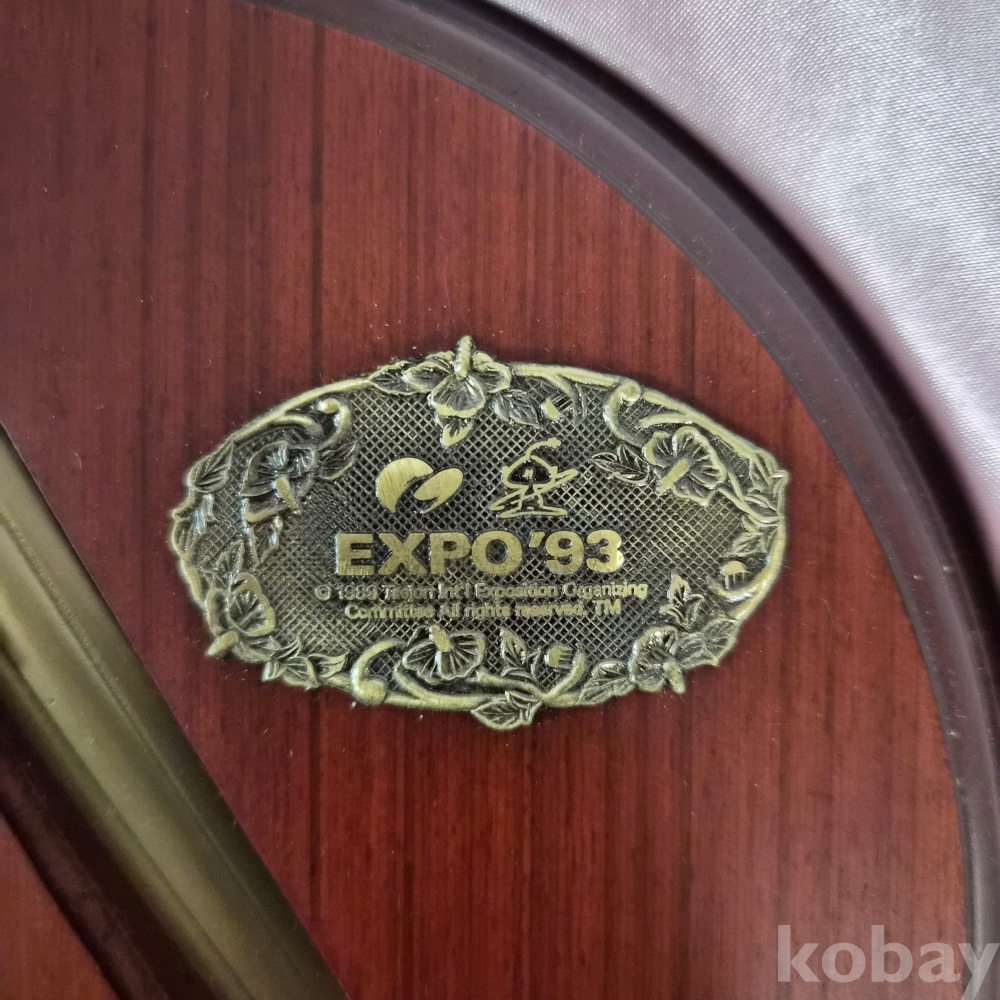 EXPO '93
© 1989 Taejon Int'l Exposition Organizing
Committee All rights reserved. TM
kobay